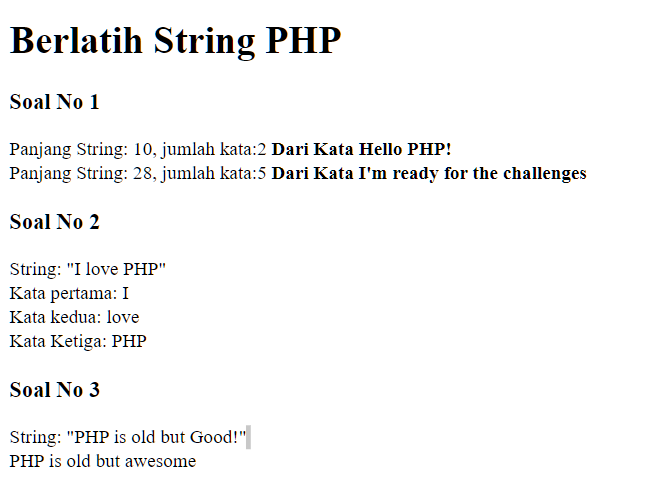 Berlatih String PHP
Soal No 1
Panjang String: 10, jumlah kata:2 Dari Kata Hello PHP!
Panjang String: 28, jumlah kata:5 Dari Kata I'm ready for the challenges
Soal No 2
String: "I love PHP"
Kata pertama: I
Kata kedua: love
Kata Ketiga: PHP
Soal No 3
String: "PHP is old but Good!"
PHP is old but awesome